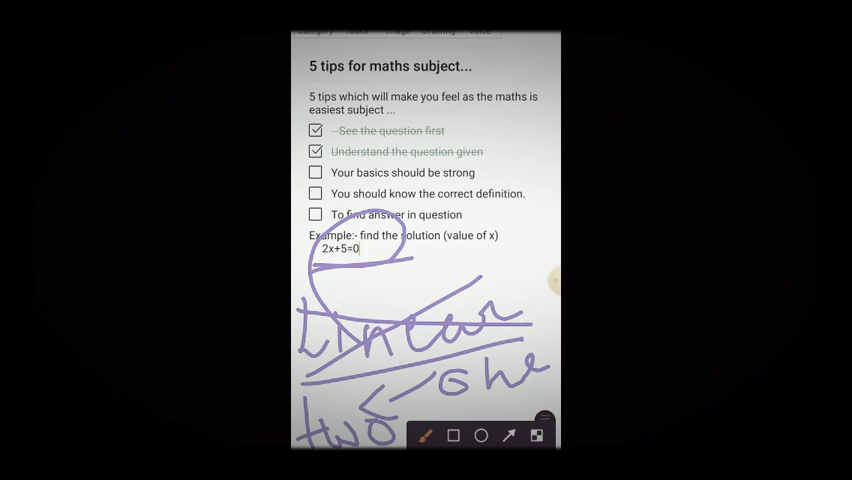 5 tips for maths subject...
5 tips which will make you feel as the maths is
easiest subject ...
--See the question first
Understand the question given
Your basics should be strong
You should know the correct definition.
To find answer in question
Example:- find the solution (value of x)
2x+5=0
Linear
one
two